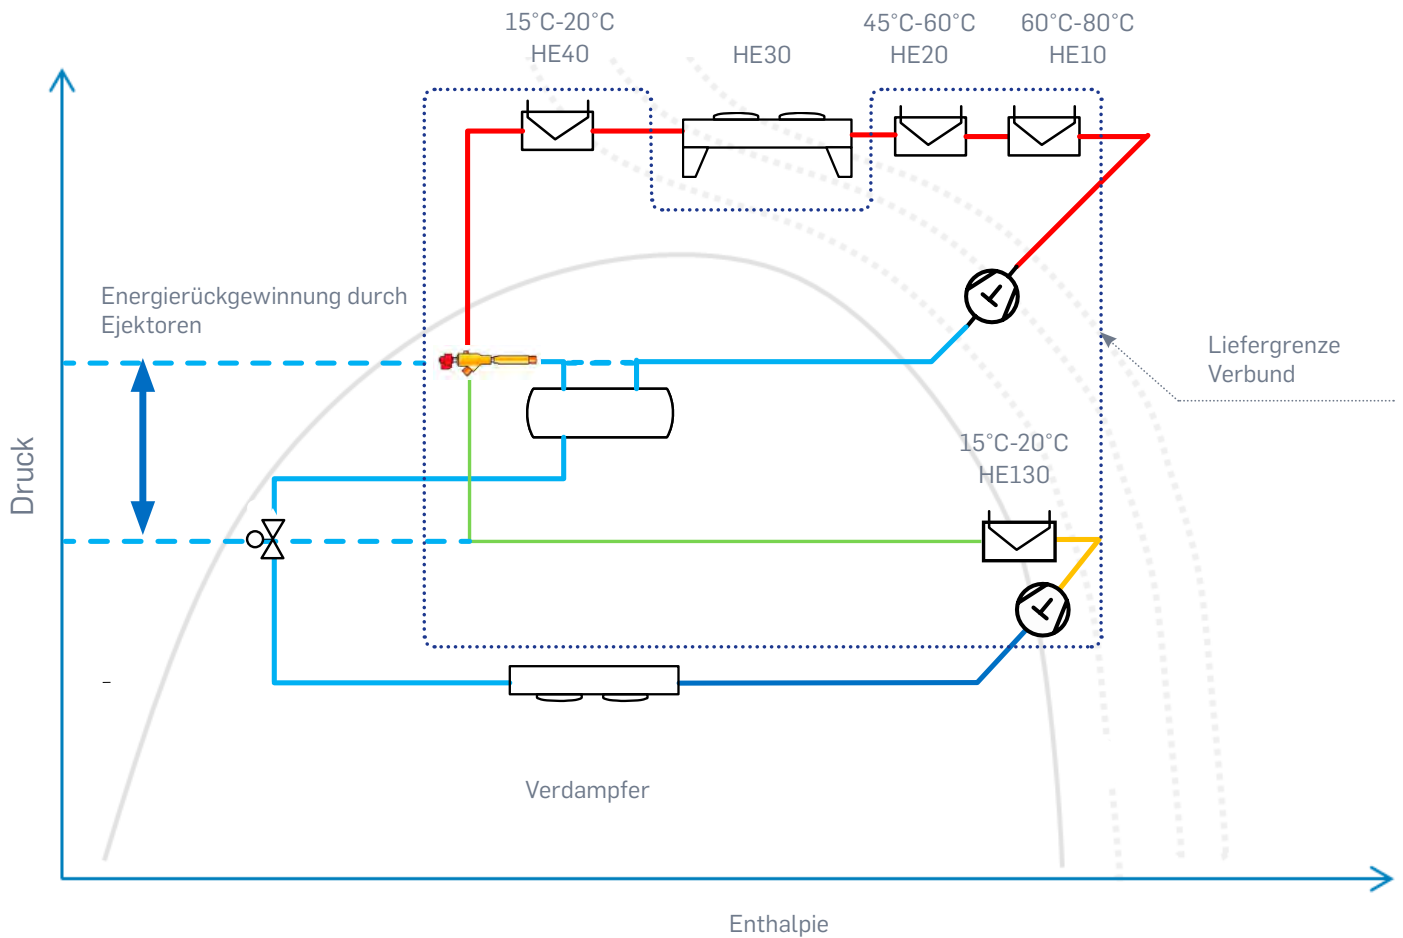 15°C-20°C
HE40
HE30
45°C-60°C
HE20
60°C-80°C
HE10
Energierückgewinnung durch
Ejektoren
Liefergrenze
Verbund
15°C-20°C
HE130
Druck
–
Verdampfer
Enthalpie